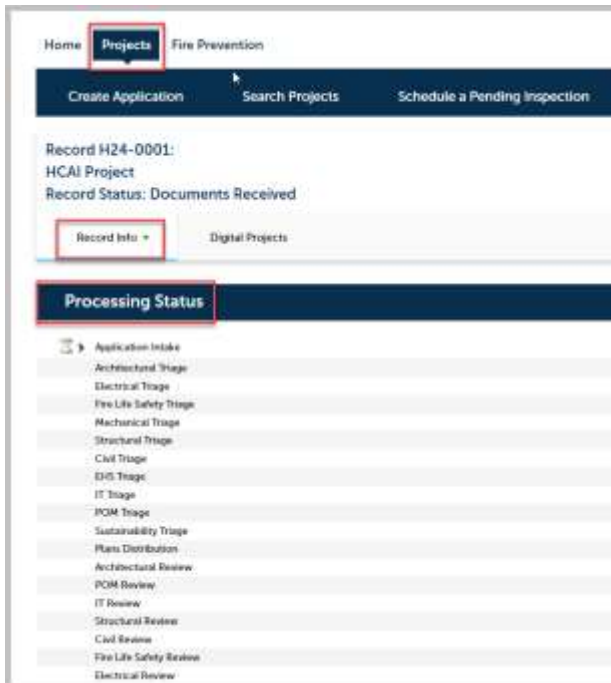 Home Projects Fire Prevention
Create Application Search Projects Schedule a Pending Inspection
Record H24-0001:
HCAI Project
Record Status: Documents Received
Record Info Digital Projects
Processing Status
Application Intake
Architectural Triage
Electrical Triage
Fire Life Safety Triage
Mechanical Triage
Structural Triage
Civil Triage
EHS Triage
IT Triage
POM Triage
Sustainability Triage
Plans Distribution
Architectural Review
POM Review
IT Review
Structural Review
Civil Review
Fire Life Safety Review
Electrical Review